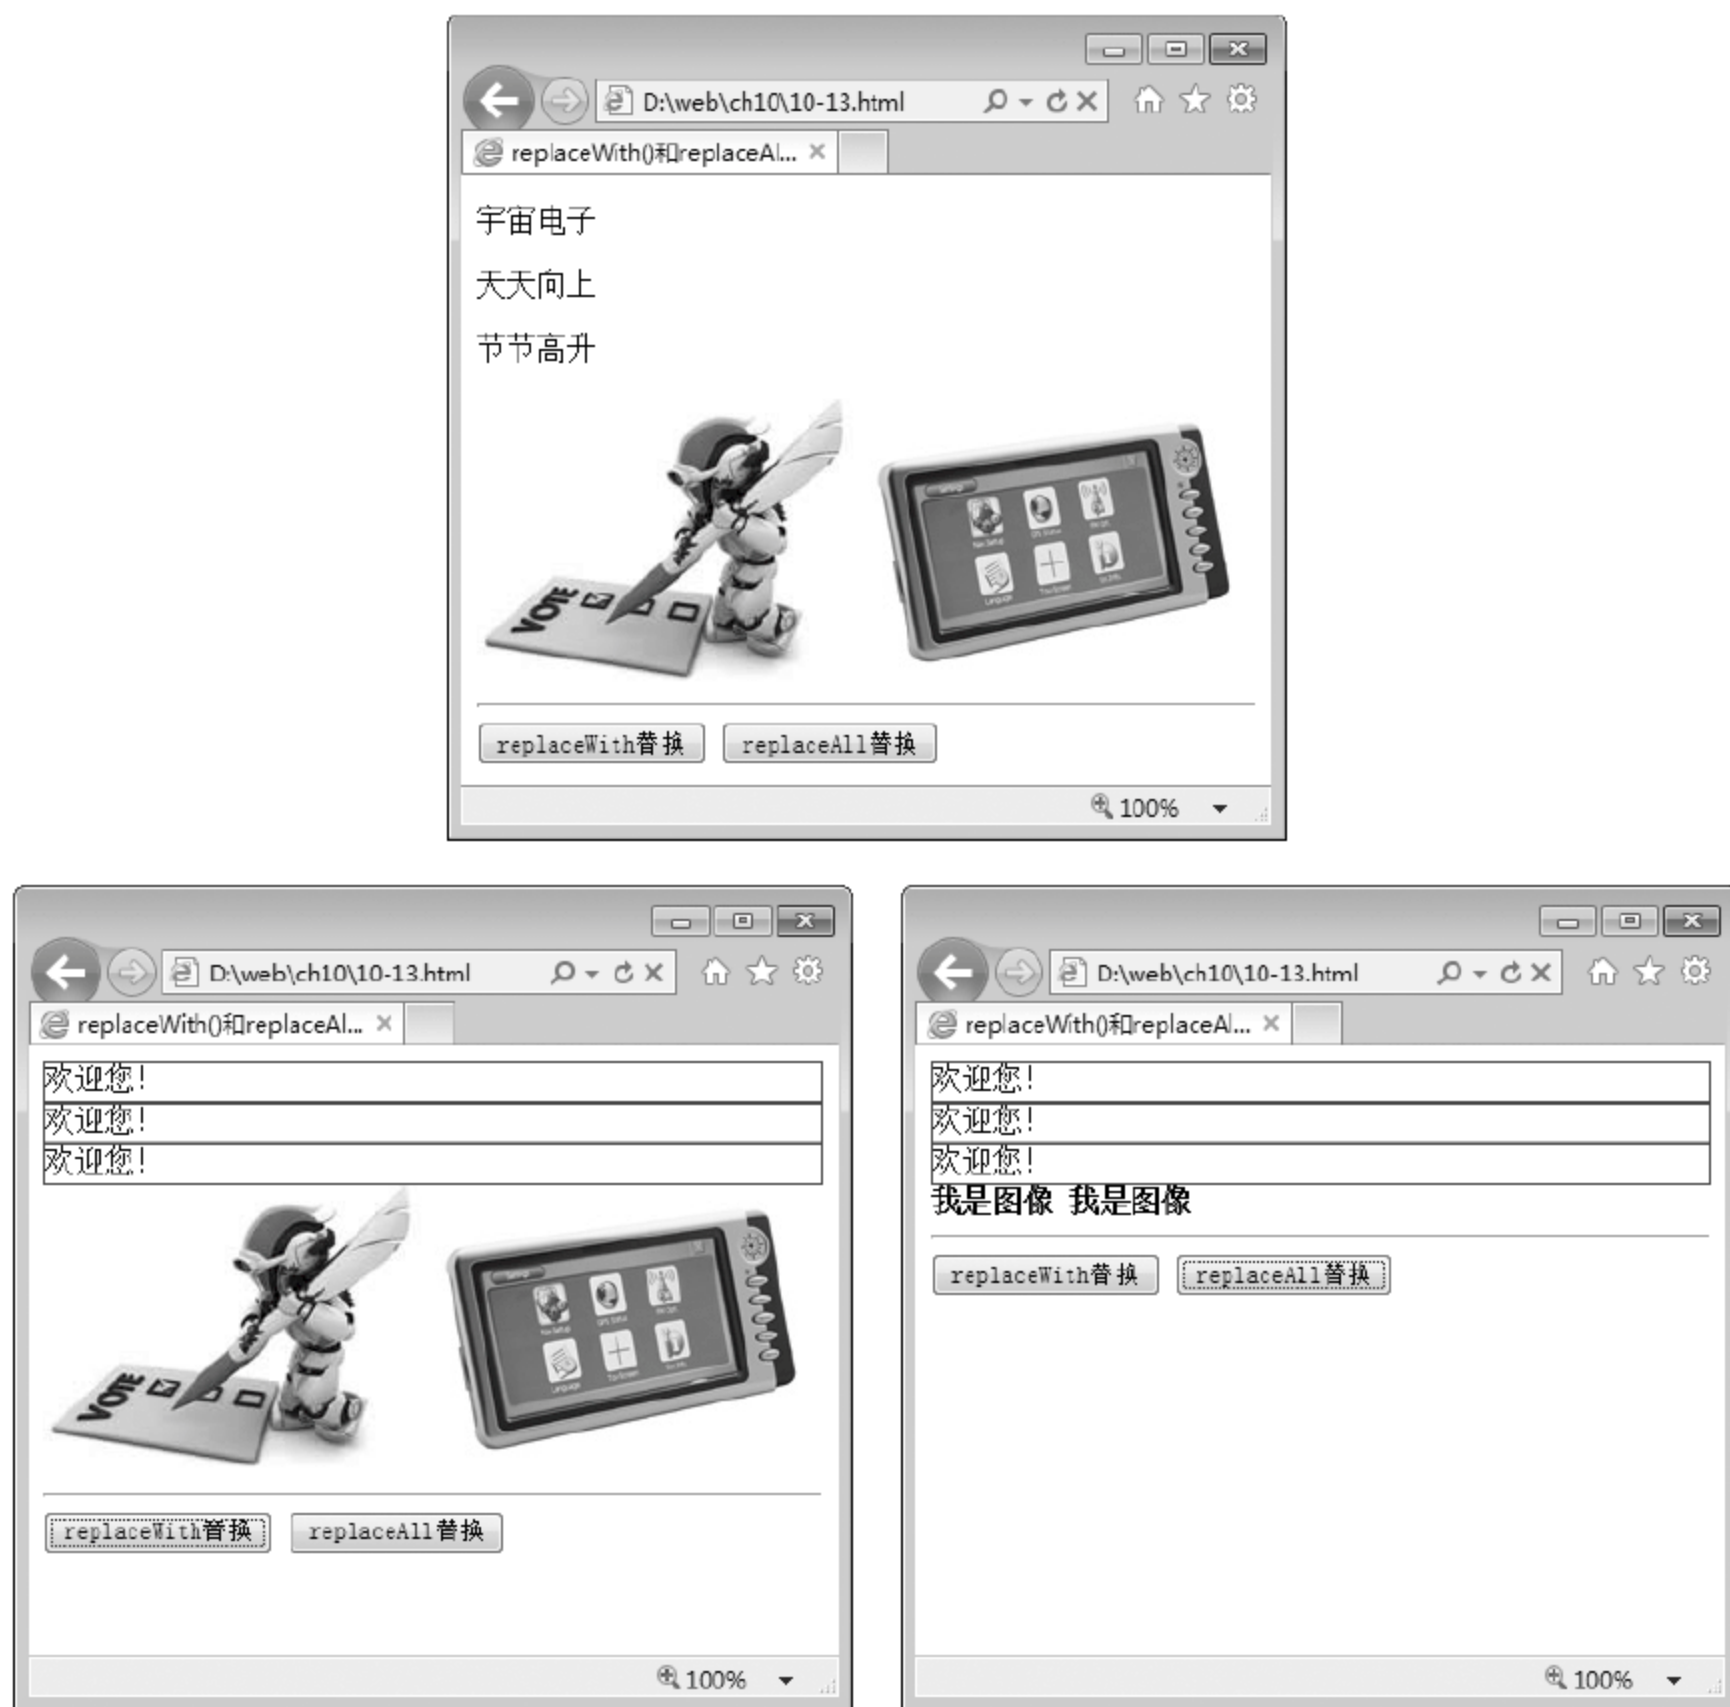 D:\web\ch10\10-13.html
replaceWith()和replaceAl...
宇宙电子
天天向上
节节高升
VOTE
replaceWith替换 replaceAll替换
100%
D:\web\ch10\10-13.html
replaceWith()和replaceAl...
欢迎您!
欢迎您!
欢迎您!
VOTE
replaceWith替换 replaceAll替换
100%
D:\web\ch10\10-13.html
replaceWith()和replaceAl...
欢迎您!
欢迎您!
欢迎您!
我是图像 我是图像
replaceWith替换 replaceAll替换
100%